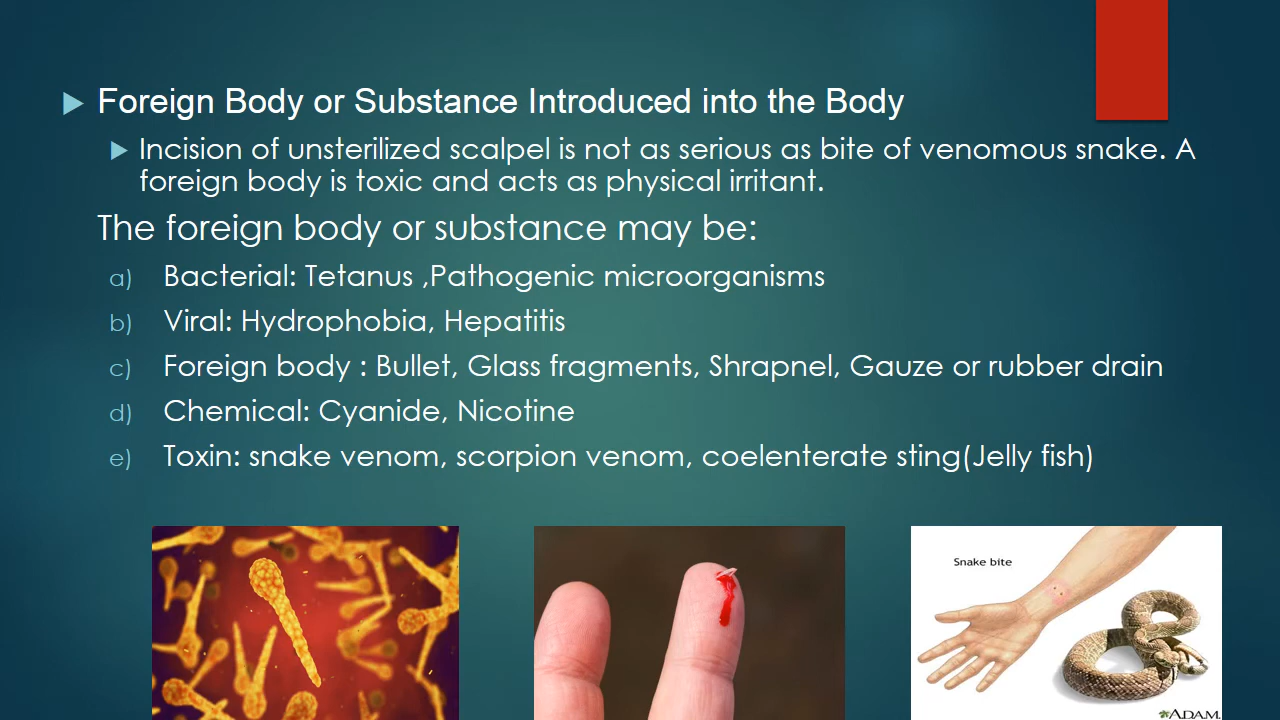 Foreign Body or Substance Introduced into the Body
Incision of unsterilized scalpel is not as serious as bite of venomous snake. A
foreign body is toxic and acts as physical irritant.
The foreign body or substance may be:
a) Bacterial: Tetanus ,Pathogenic microorganisms
b) Viral: Hydrophobia, Hepatitis
c) Foreign body : Bullet, Glass fragments, Shrapnel, Gauze or rubber drain
d) Chemical: Cyanide, Nicotine
e) Toxin: snake venom, scorpion venom, coelenterate sting(Jelly fish)
Snake bite
ADAM.